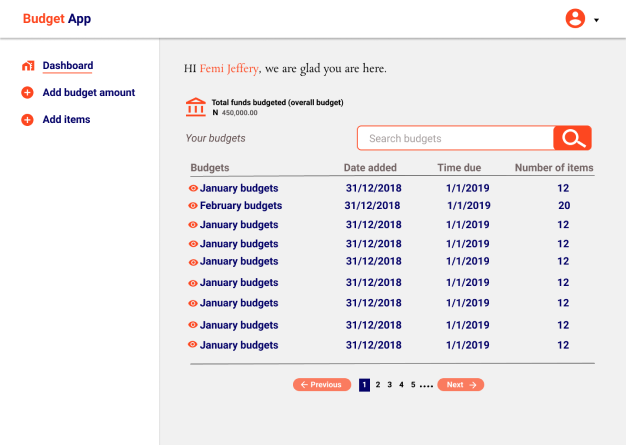 Budget App
Dashboard
Add budget amount
Add items
HI Femi Jeffery, we are glad you are here.
Total funds budgeted (overall budget)
N 450,000.00
Your budgets
Search budgets
Budgets Date added Time due Number of items
January budgets 31/12/2018 1/1/2019 12
February budgets 31/12/2018 1/1/2019 20
January budgets 31/12/2018 1/1/2019 12
January budgets 31/12/2018 1/1/2019 12
January budgets 31/12/2018 1/1/2019 12
January budgets 31/12/2018 1/1/2019 12
January budgets 31/12/2018 1/1/2019 12
January budgets 31/12/2018 1/1/2019 12
January budgets 31/12/2018 1/1/2019 12
Previous 1 2 3 4 5 .... Next